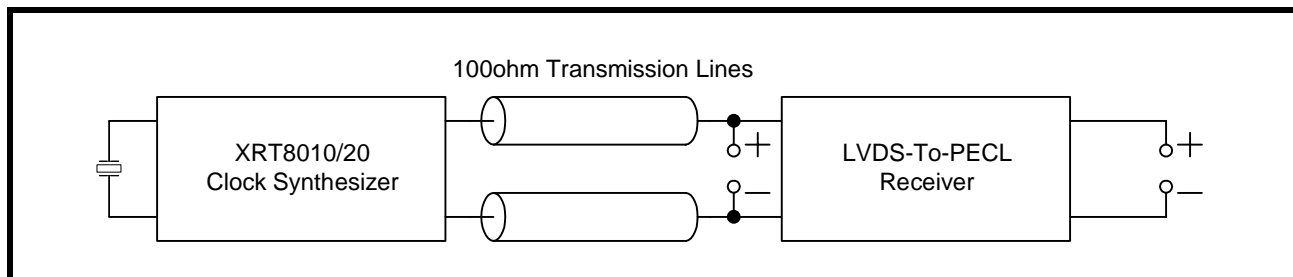 100ohm Transmission Lines
XRT8010/20
Clock Synthesizer
+
−
LVDS-To-PECL
Receiver
+
−